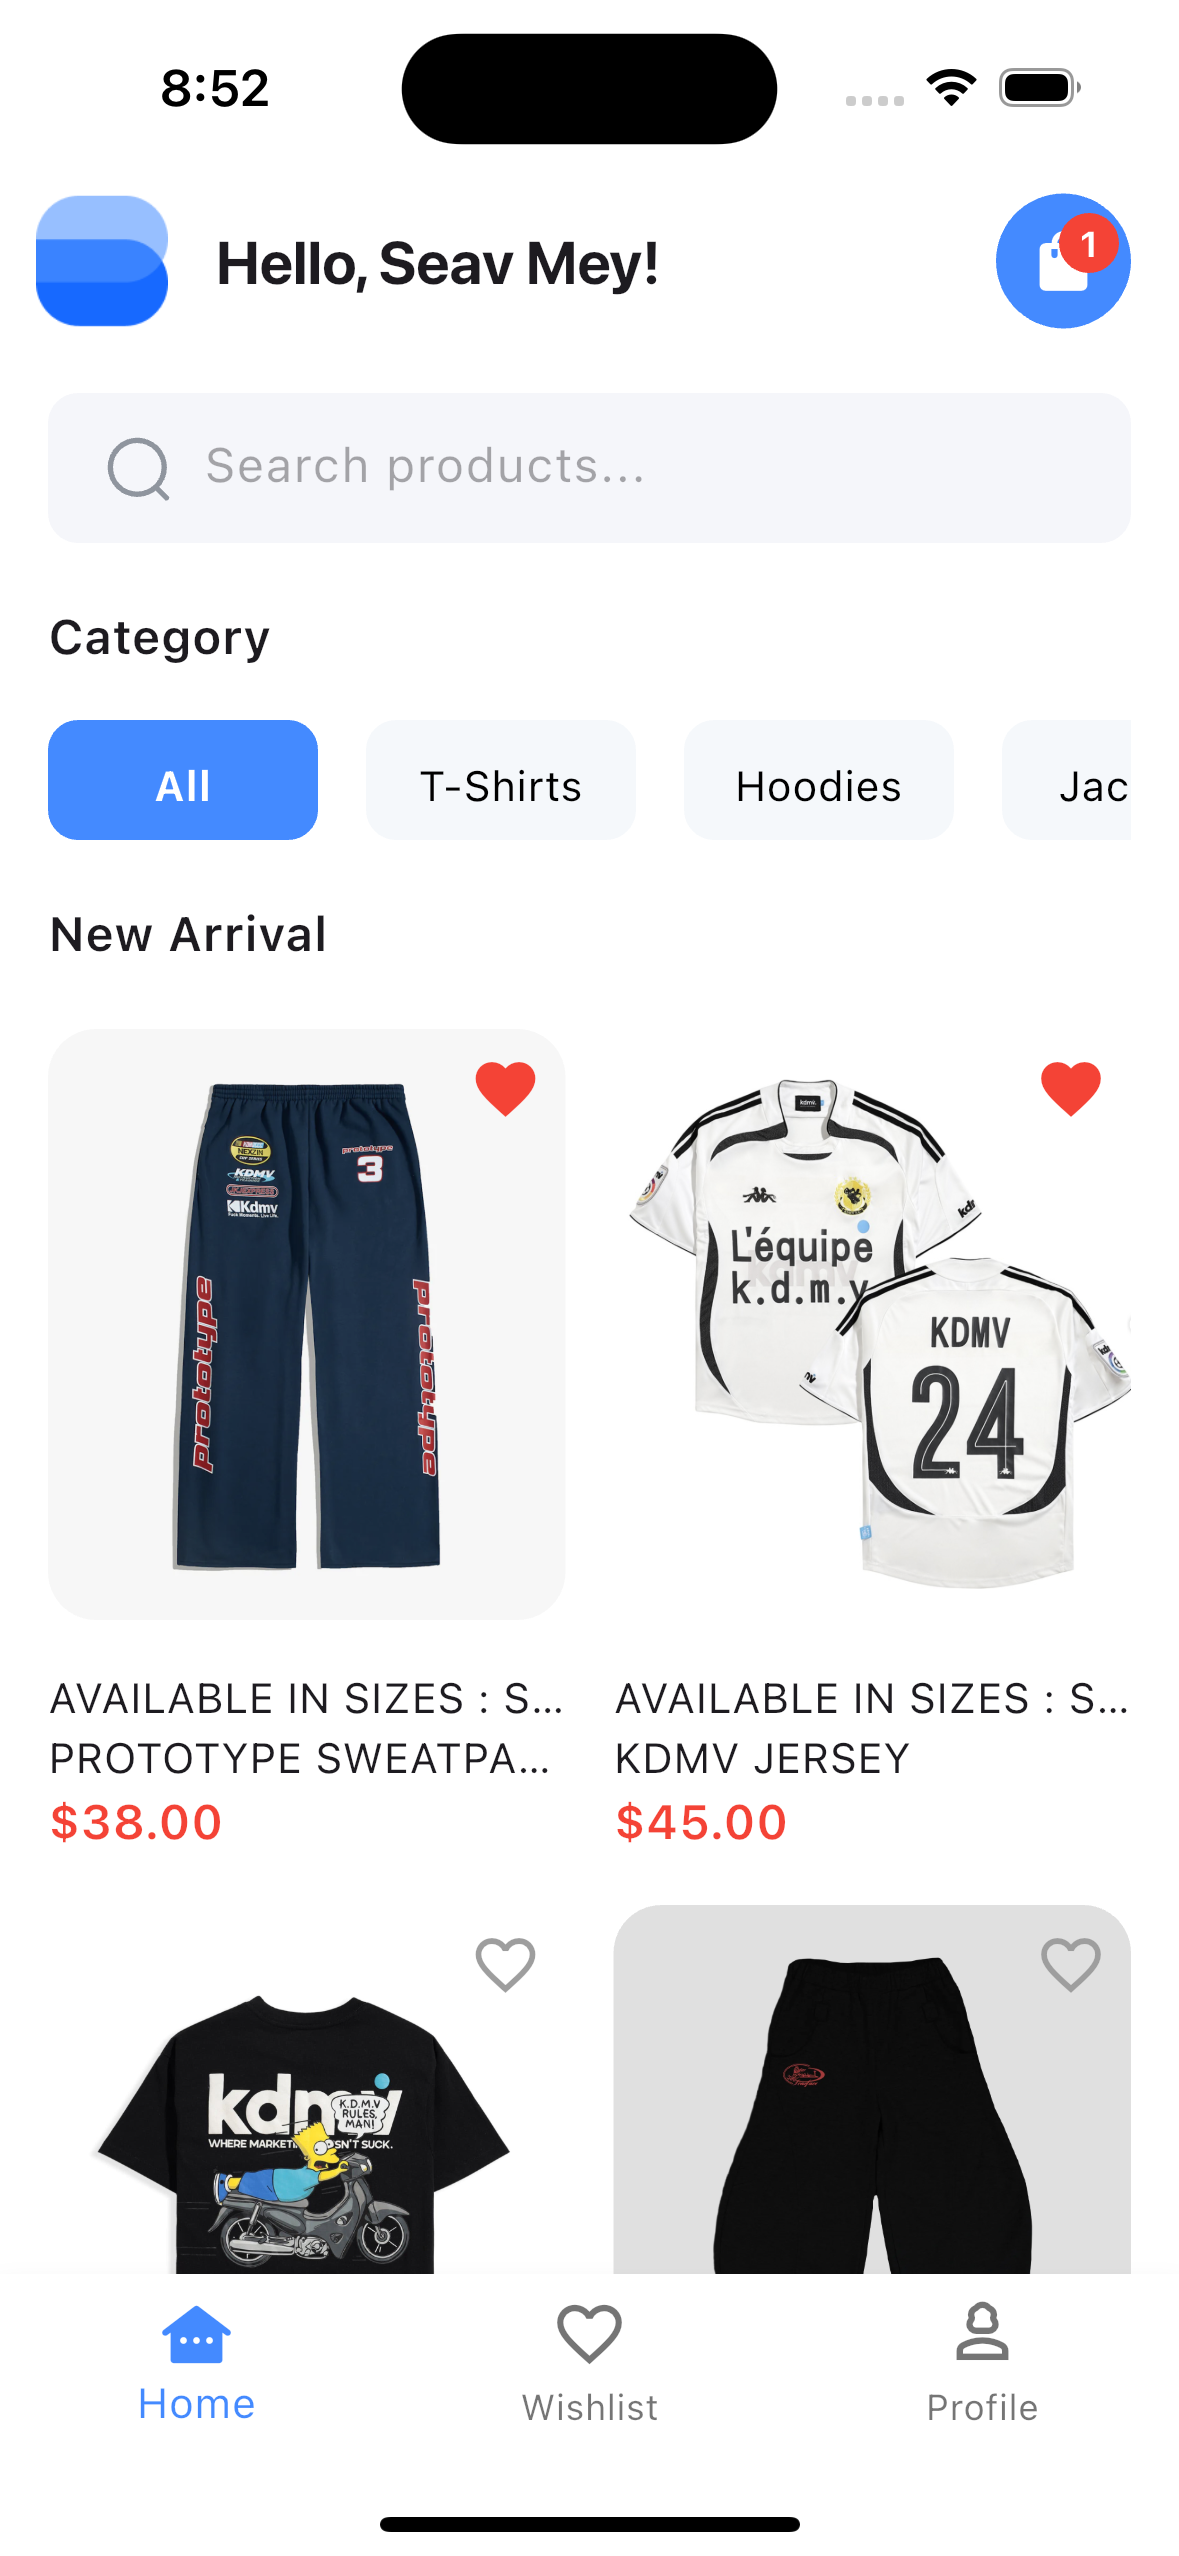 8:52
Hello, Seav Mey!
1
Search products...
Category
All
T-Shirts
Hoodies
Jac
New Arrival
NEXZIN
KDMV
Kdmv
prototype
3
prototype
prototype
kdmv.
L'équipe
k.d.m.v
KDMV
24
AVAILABLE IN SIZES : S...
PROTOTYPE SWEATPA...
$38.00
AVAILABLE IN SIZES : S...
KDMV JERSEY
$45.00
kdmv
K.D.M.V
RULES,
MAN!
WHERE MARKETI
SN'T SUCK.
Home
Wishlist
Profile